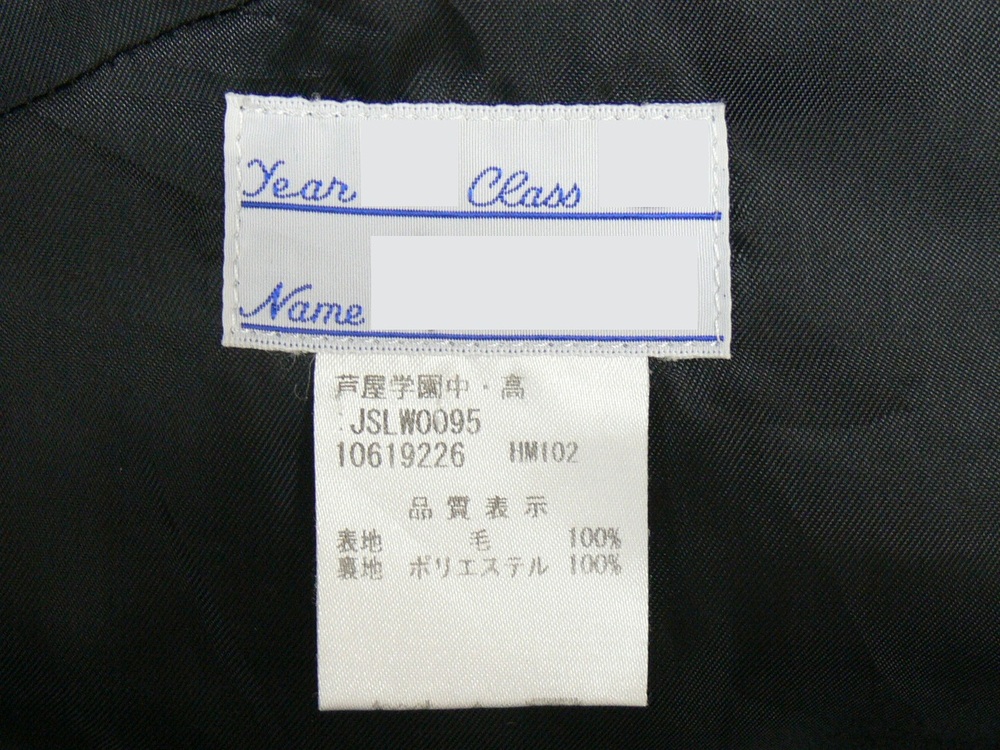 Year Class
Name
芦屋学園中・高
:JSLW0095
10619226 HM102
品質表示
表地 毛 100%
裏地 ポリエステル 100%